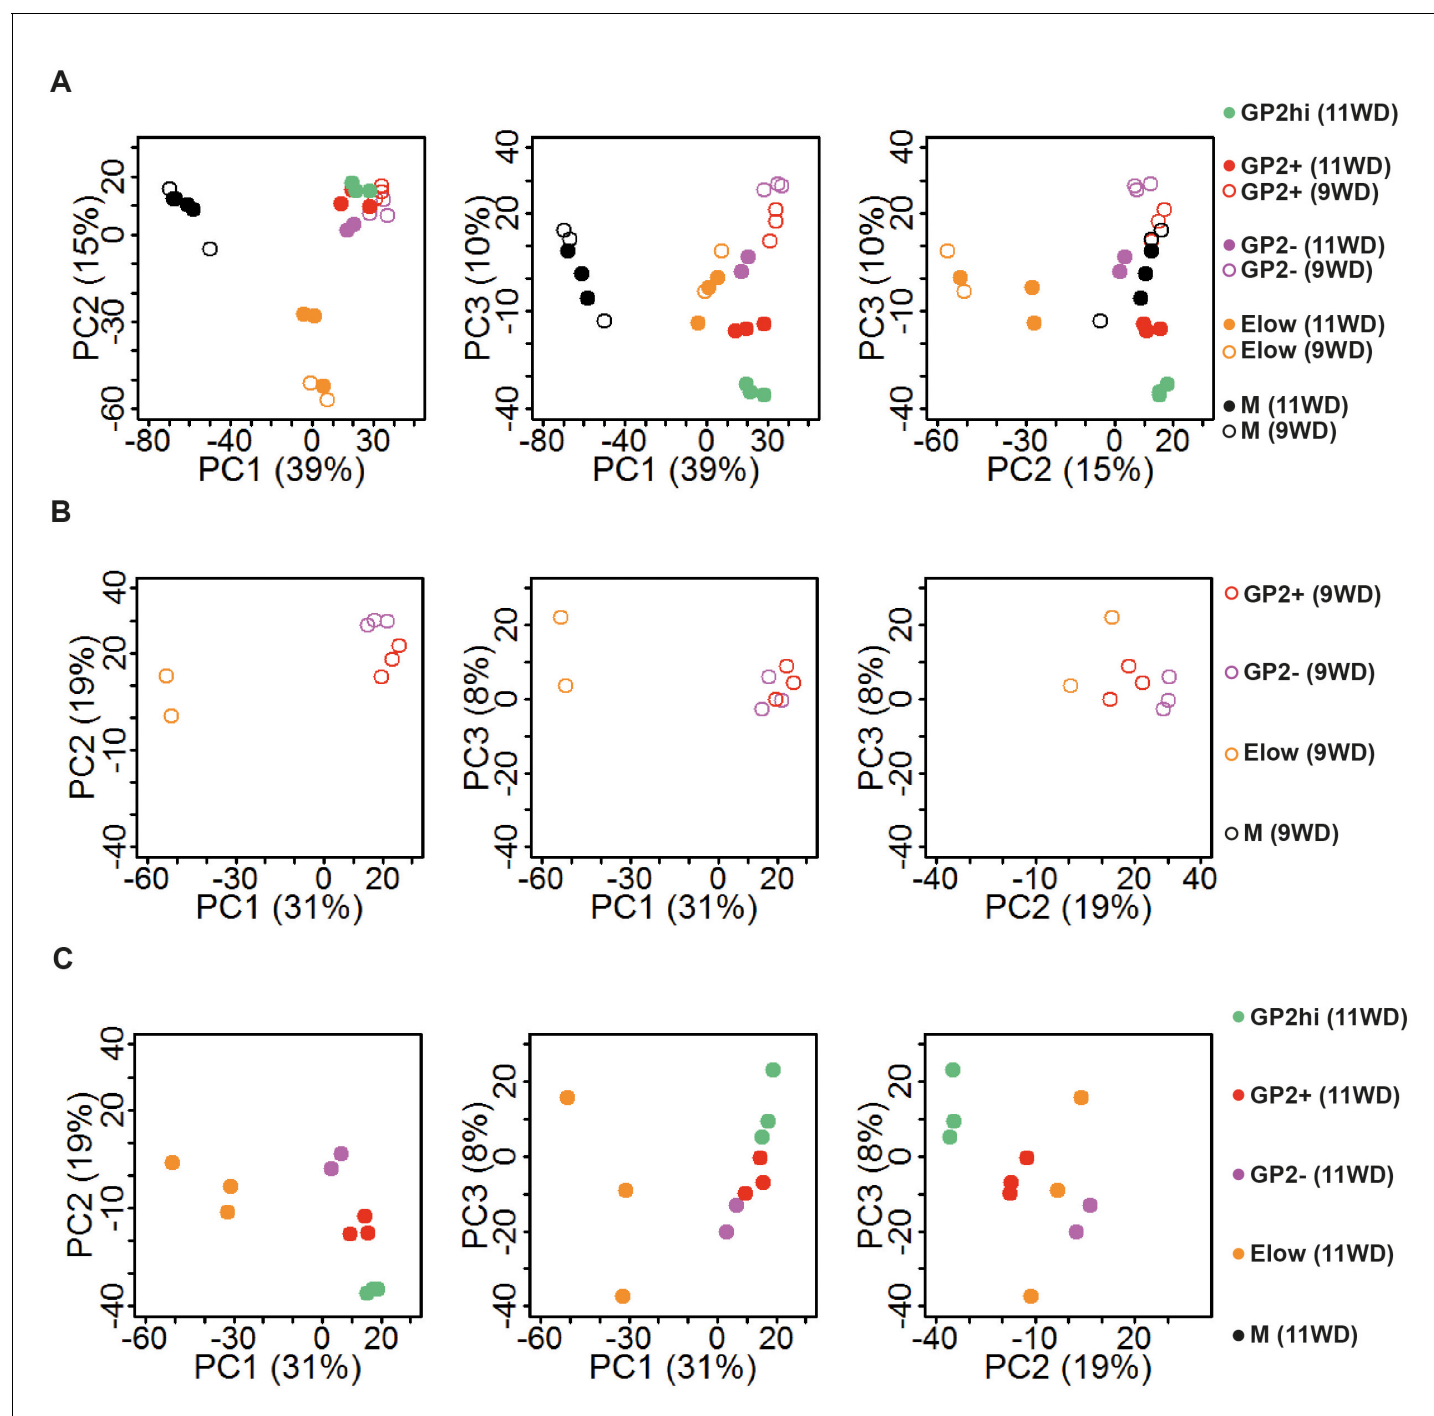 A
20
0
-30
-60
PC2 (15%)
-80
-40
0
30
PC1 (39%)
40
20
-10
-40
PC3 (10%)
-80
-40
0
30
PC1 (39%)
40
20
-10
-40
PC3 (10%)
-60
-30
0
20
PC2 (15%)
GP2hi (11WD)
GP2+ (11WD)
GP2+ (9WD)
GP2- (11WD)
GP2- (9WD)
Elow (11WD)
Elow (9WD)
M (11WD)
M (9WD)
B
40
20
-10
-40
PC2 (19%)
-60
-30
0
20
PC1 (31%)
20
0
-20
-40
PC3 (8%)
-60
-30
0
20
PC1 (31%)
20
0
-20
-40
PC3 (8%)
-40
-10
20
40
PC2 (19%)
GP2+ (9WD)
GP2- (9WD)
Elow (9WD)
M (9WD)
C
40
20
-10
-40
PC2 (19%)
-60
-30
0
20
PC1 (31%)
20
0
-20
-40
PC3 (8%)
-60
-30
0
20
PC1 (31%)
20
0
-20
-40
PC3 (8%)
-40
-10
20
PC2 (19%)
GP2hi (11WD)
GP2+ (11WD)
GP2- (11WD)
Elow (11WD)
M (11WD)